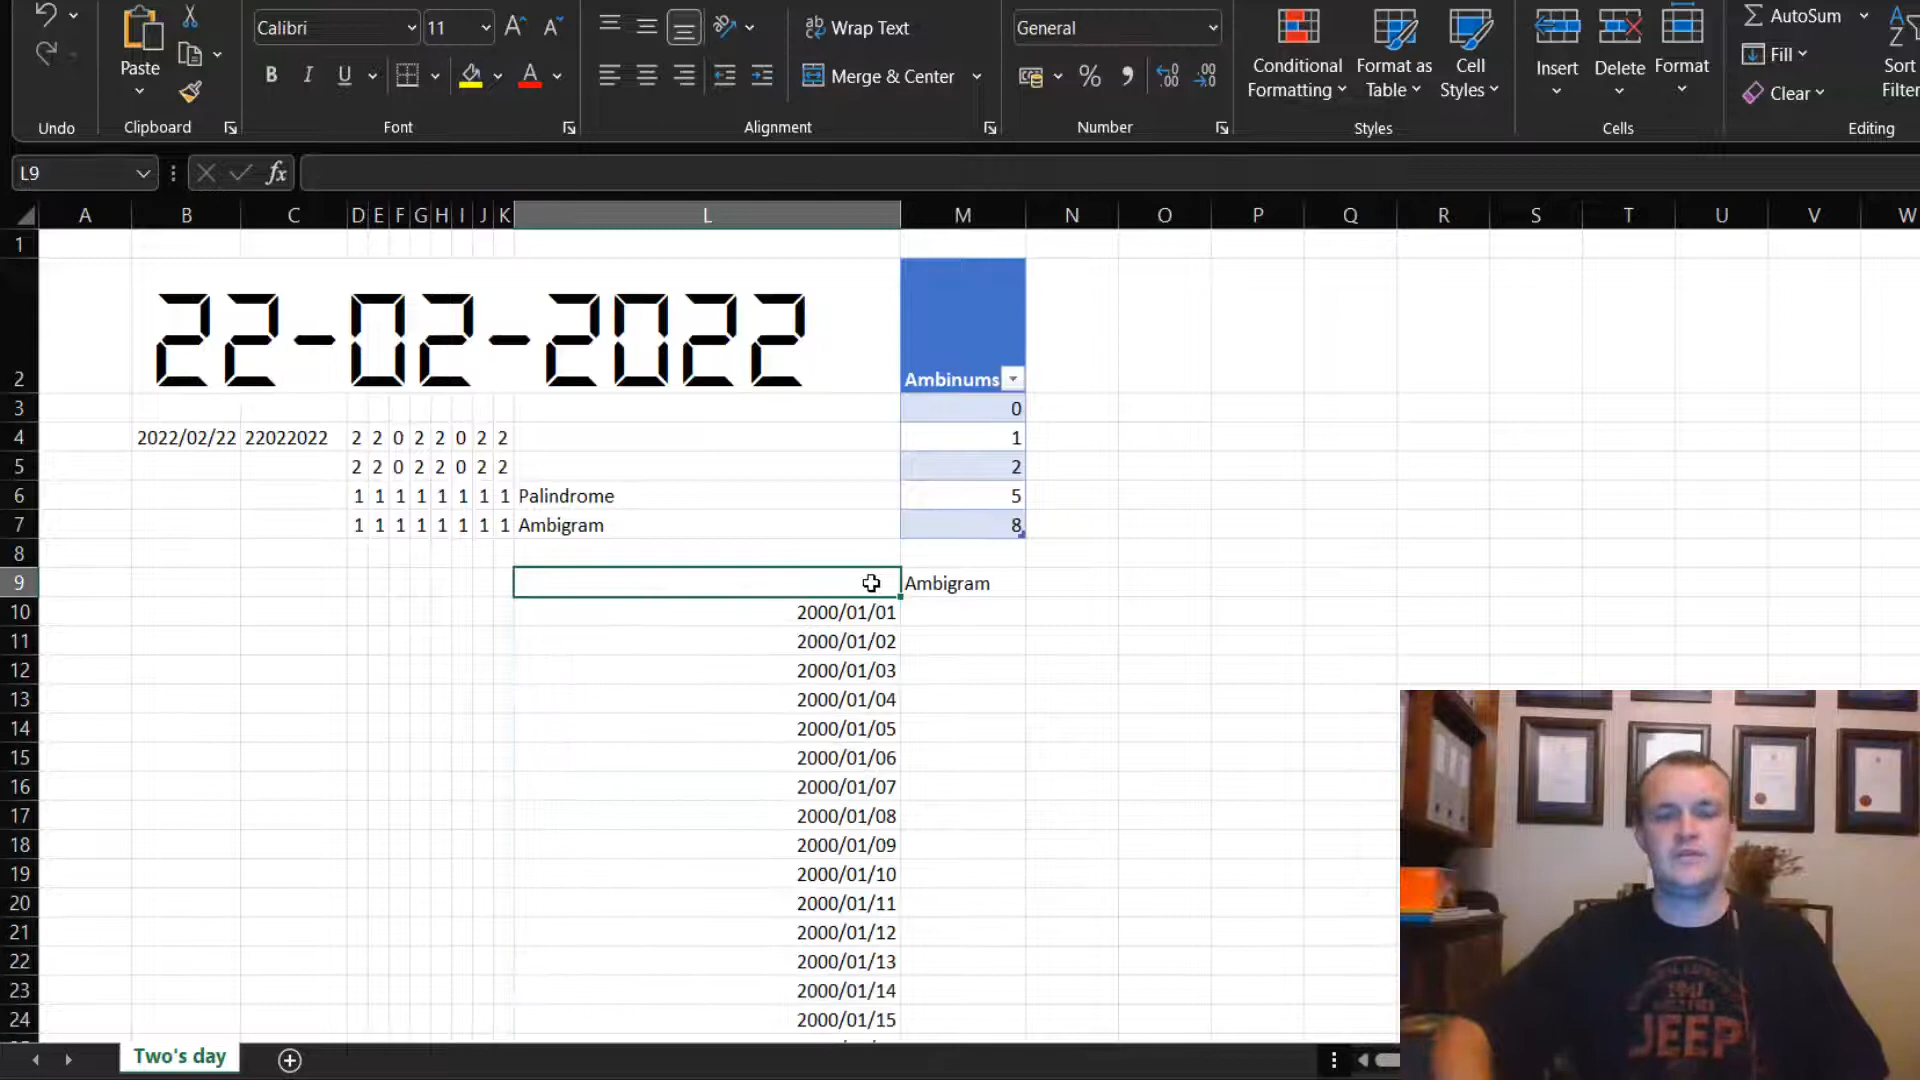 Calibri 11 Wrap Text General AutoSum
Paste B I U Merge & Center % Conditional Formatting Format as Table Cell Styles Insert Delete Format Fill Sort
Clear Filter
Undo Clipboard Font Alignment Number Styles Cells Editing
L9 fx
A B C D E F G H I J K L M N O P Q R S T U V W
1
22-02-2022
2 Ambinums
3 0
4 2022/02/22 22022022 2 2 0 2 2 0 2 2 1
5 2 2 0 2 2 0 2 2 2
6 1 1 1 1 1 1 1 1 Palindrome 5
7 1 1 1 1 1 1 1 1 Ambigram 8
8
9 Ambigram
10 2000/01/01
11 2000/01/02
12 2000/01/03
13 2000/01/04
14 2000/01/05
15 2000/01/06
16 2000/01/07
17 2000/01/08
18 2000/01/09
19 2000/01/10
20 2000/01/11
21 2000/01/12
22 2000/01/13
23 2000/01/14
24 2000/01/15
Two's day
1941
JEEP